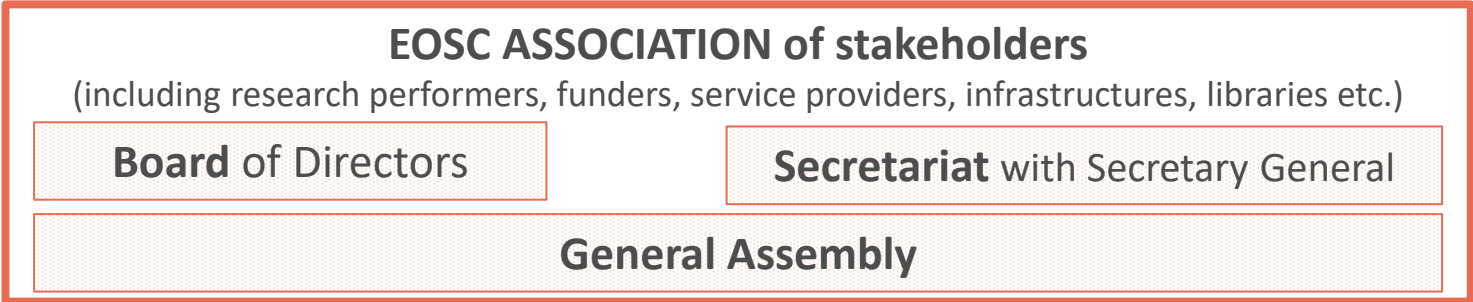 EOSC ASSOCIATION of stakeholders
(including research performers, funders, service providers, infrastructures, libraries etc.)
Board of Directors
Secretariat with Secretary General
General Assembly